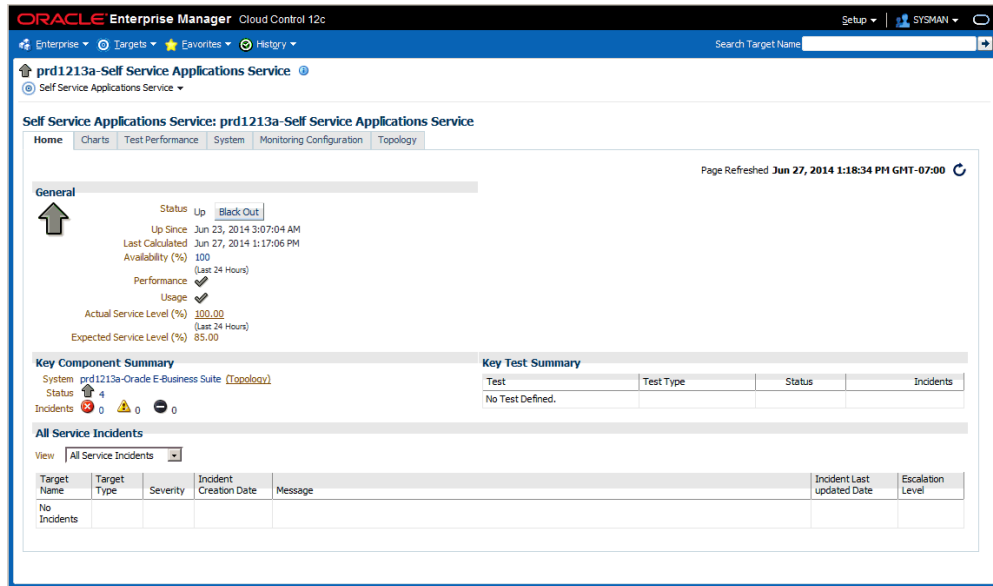 ORACLE Enterprise Manager Cloud Control 12c
Setup SYSMAN
Enterprise Targets Favorites History Search Target Name
prd1213a-Self Service Applications Service
Self Service Applications Service
Self Service Applications Service: prd1213a-Self Service Applications Service
Home Charts Test Performance System Monitoring Configuration Topology
Page Refreshed Jun 27, 2014 1:18:34 PM GMT-07:00
General
Status Up Black Out
Up Since Jun 23, 2014 3:07:04 AM
Last Calculated Jun 27, 2014 1:17:06 PM
Availability (%) 100
(Last 24 Hours)
Performance
Usage
Actual Service Level (%) 100.00
(Last 24 Hours)
Expected Service Level (%) 85.00
Key Component Summary
System prd1213a-Oracle E-Business Suite (Topology)
Status 4
Incidents 0 0 0
Key Test Summary
Test Test Type Status Incidents
No Test Defined.
All Service Incidents
View All Service Incidents
Target Name Target Type Severity Incident Creation Date Message Incident Last updated Date Escalation Level
No Incidents